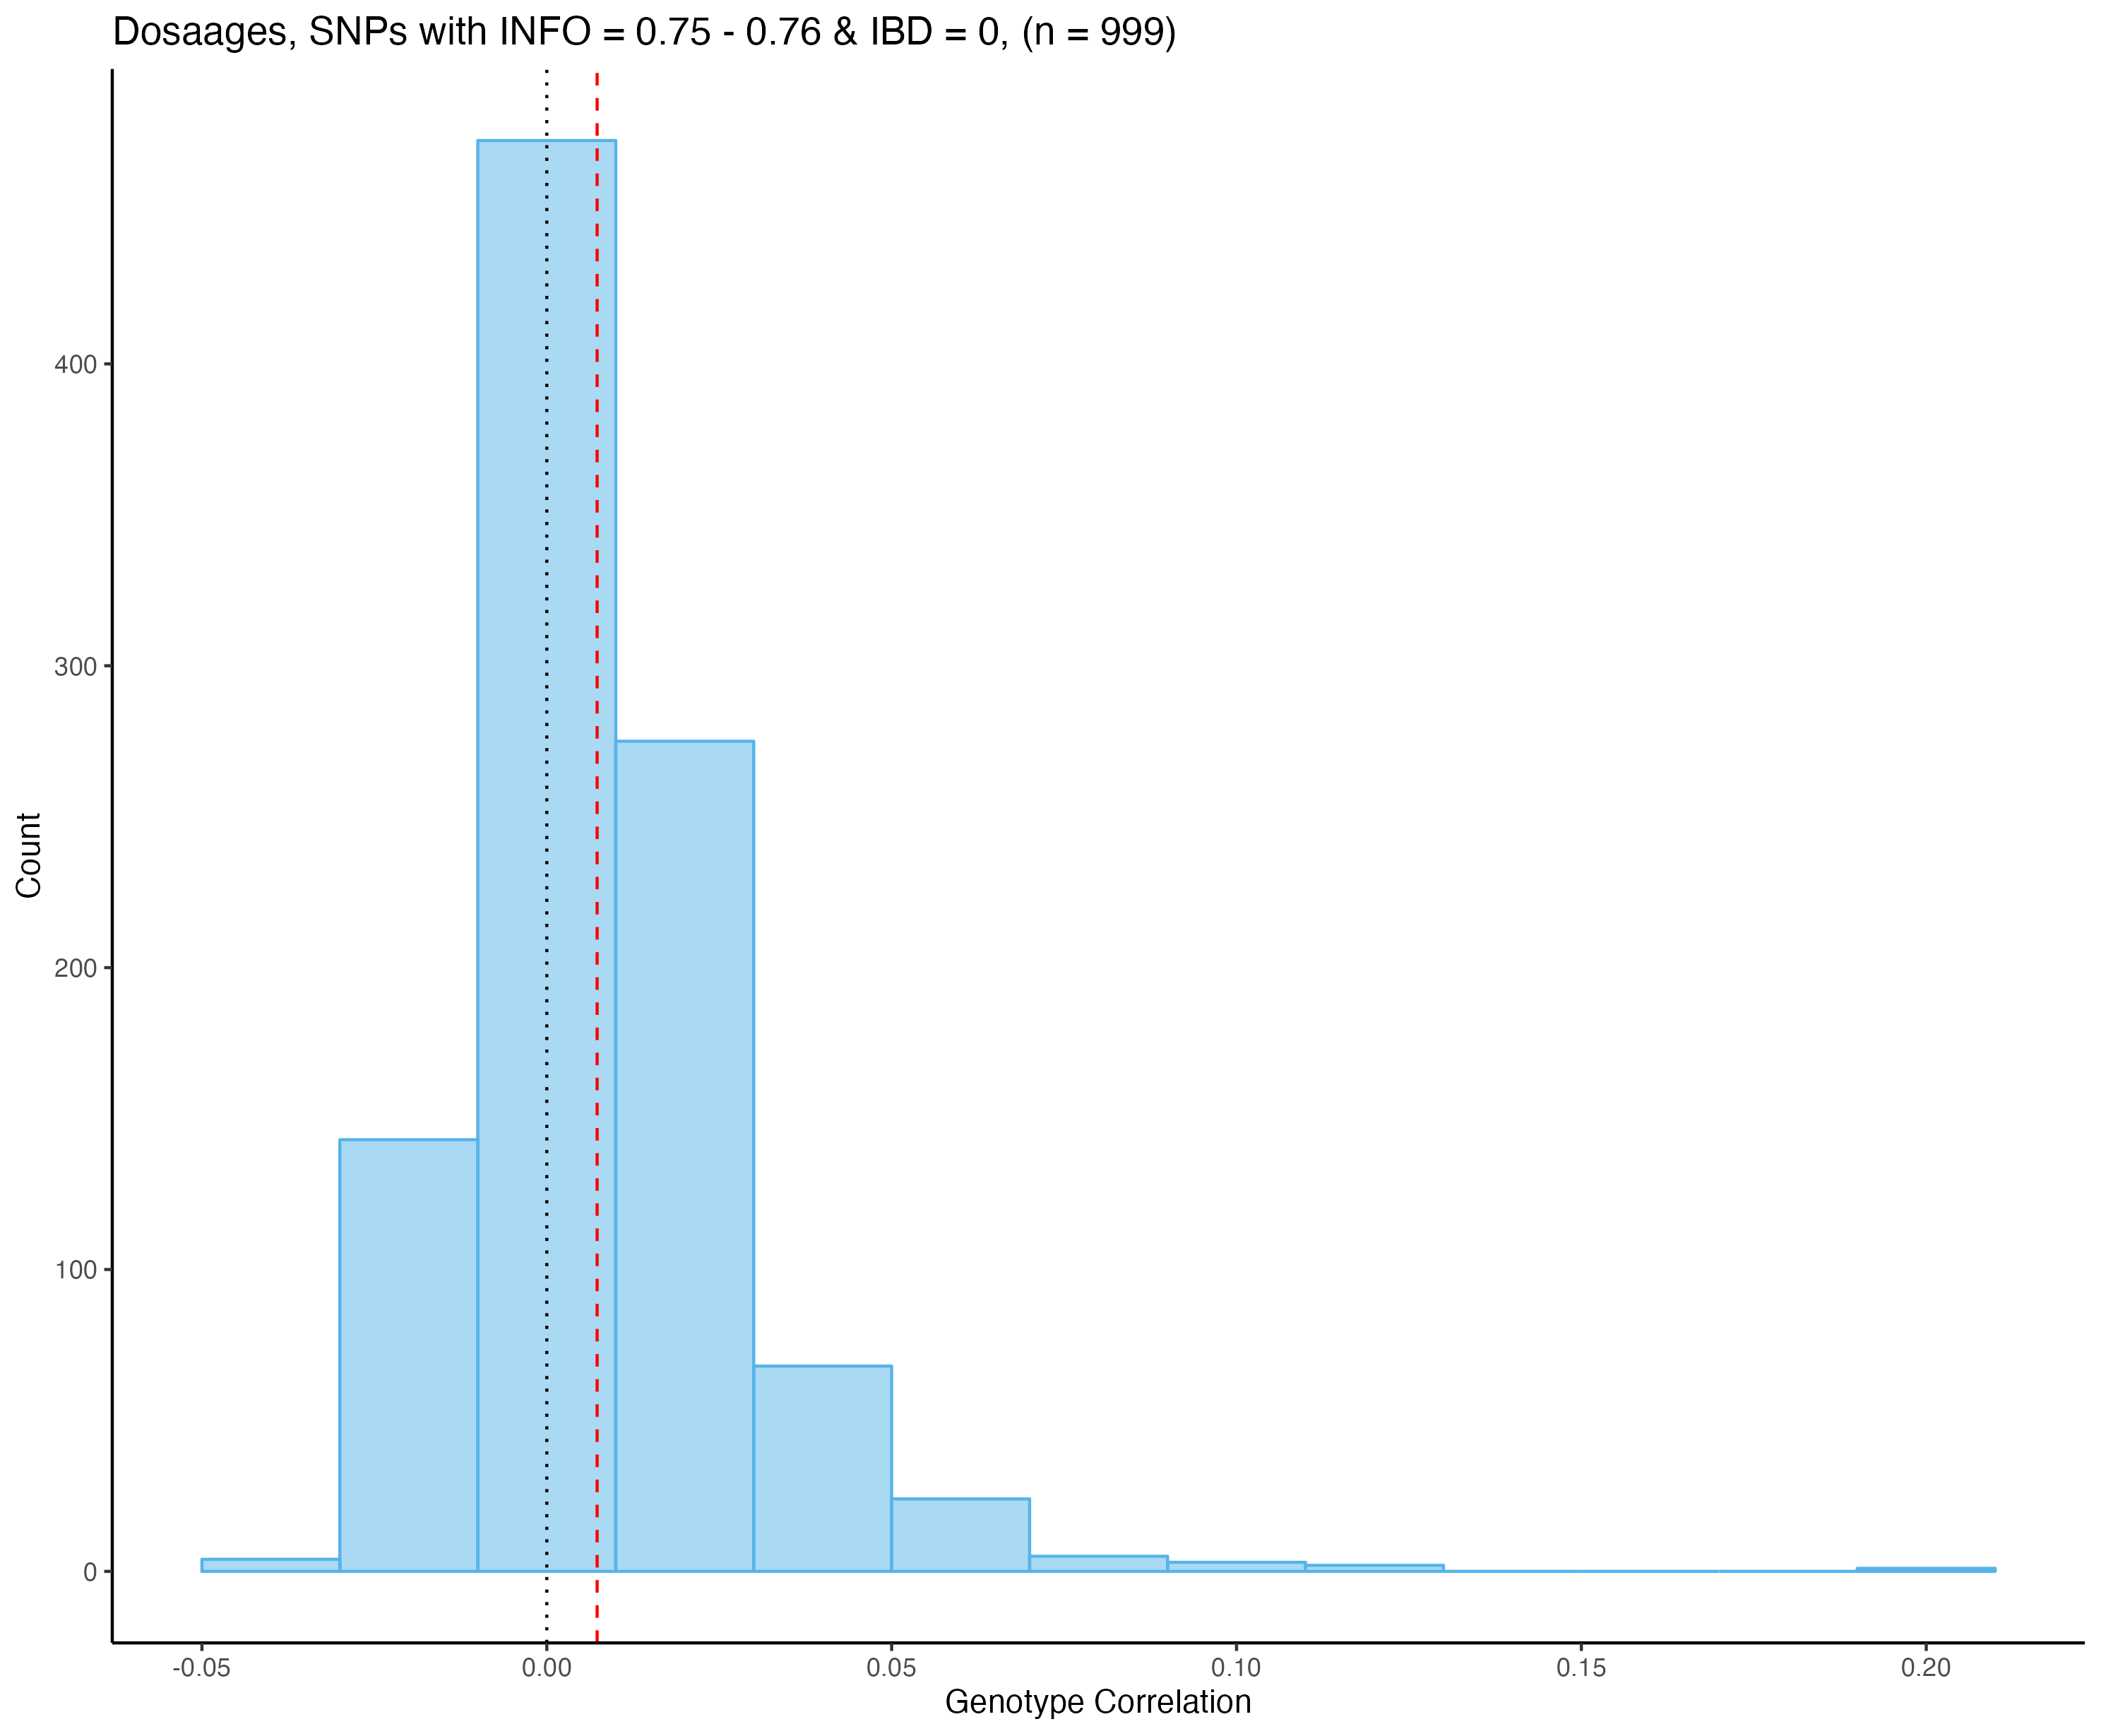 Dosaages, SNPs with INFO = 0.75 - 0.76 & IBD = 0, (n = 999)
Count
400
300
200
100
0
-0.05 0.00 0.05 0.10 0.15 0.20
Genotype Correlation